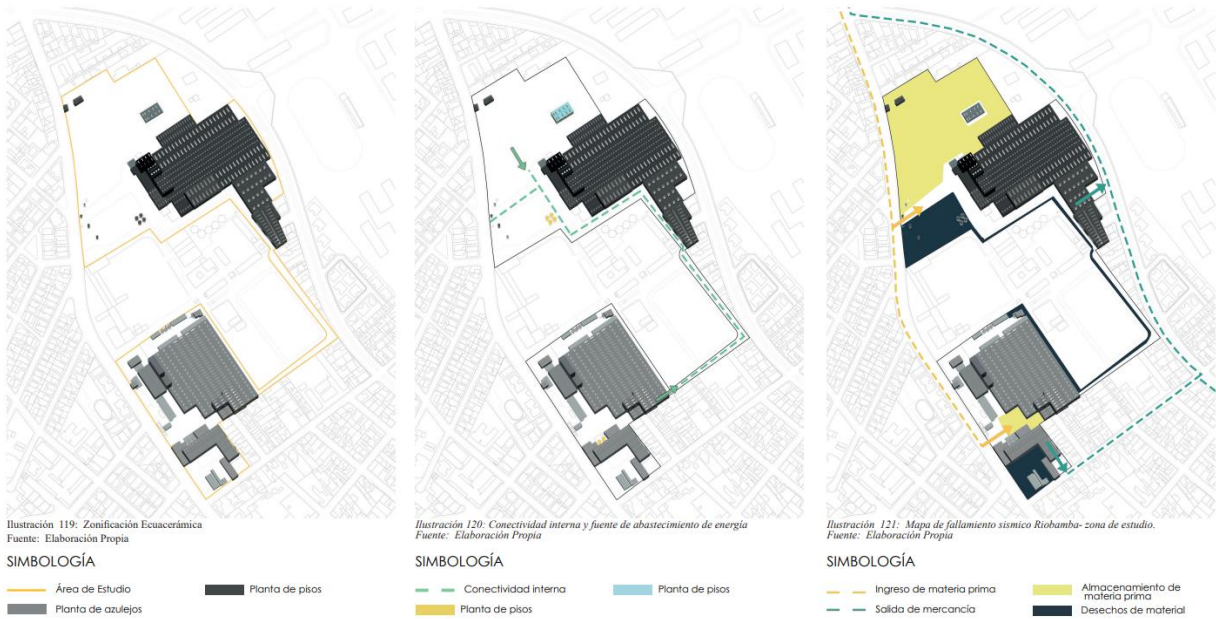 Ilustración 119: Zonificación Ecuacerámica
Fuente: Elaboración Propia
SIMBOLOGÍA
Área de Estudio
Planta de pisos
Planta de azulejos
Ilustración 120: Conectividad interna y fuente de abastecimiento de energía
Fuente: Elaboración Propia
SIMBOLOGÍA
Conectividad interna
Planta de pisos
Planta de pisos
Ilustración 121: Mapa de fallamiento sismico Riobamba- zona de estudio.
Fuente: Elaboración Propia
SIMBOLOGÍA
Ingreso de materia prima
Almacenamiento de
materia prima
Salida de mercancía
Desechos de material